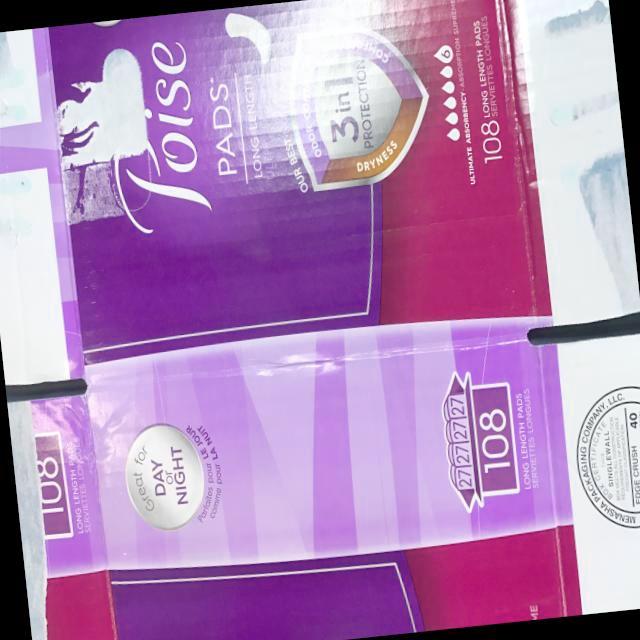 Poise
PADS
LONG LENGTH
OUR BEST
3 in 1
PROTECTION
DRYNESS
6
ULTIMATE ABSORBENCY • ABSORPTION SUPRÊME
108 LONG LENGTH PADS
SERVIETTES LONGUES
108
LONG LENGTH PADS
Great for
DAY
or
NIGHT
Parfaites pour LE JOUR
comme pour LA NUIT
27 27 27 27
108
LONG LENGTH PADS
SERVIETTES LONGUES
MENASHA PACKAGING COMPANY, LLC.
SINGLEWALL
EDGE CRUSH